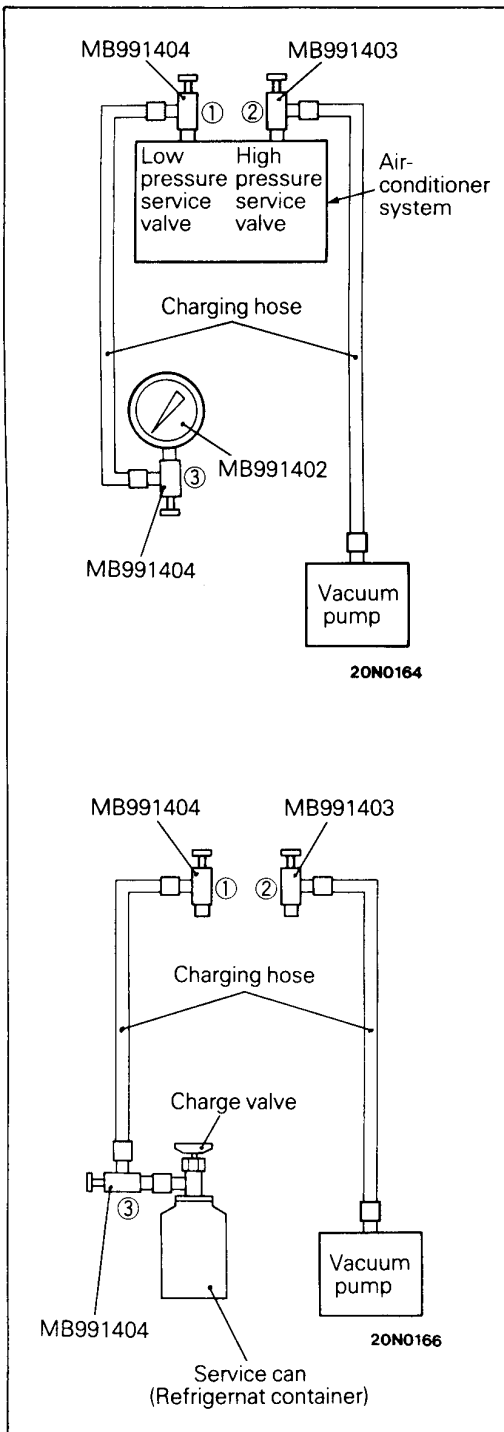 MB991404
MB991403
①
②
Low
pressure
service
valve
High
pressure
service
valve
Air-
conditioner
system
Charging hose
MB991402
③
MB991404
Vacuum
pump
20N0164
MB991404
MB991403
①
②
Charging hose
Charge valve
③
MB991404
Vacuum
pump
20N0166
Service can
(Refrigernat container)